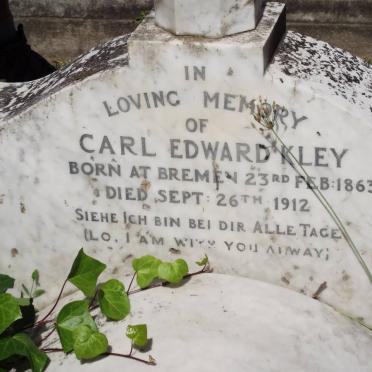 IN
LOVING MEMORY
OF
CARL EDWARD KLEY
BORN AT BREMEN 23RD FEB: 1863
DIED SEPT: 26TH 1912
SIEHE ICH BIN BEI DIR ALLE TAGE
(LO, I AM WITH YOU ALWAY)